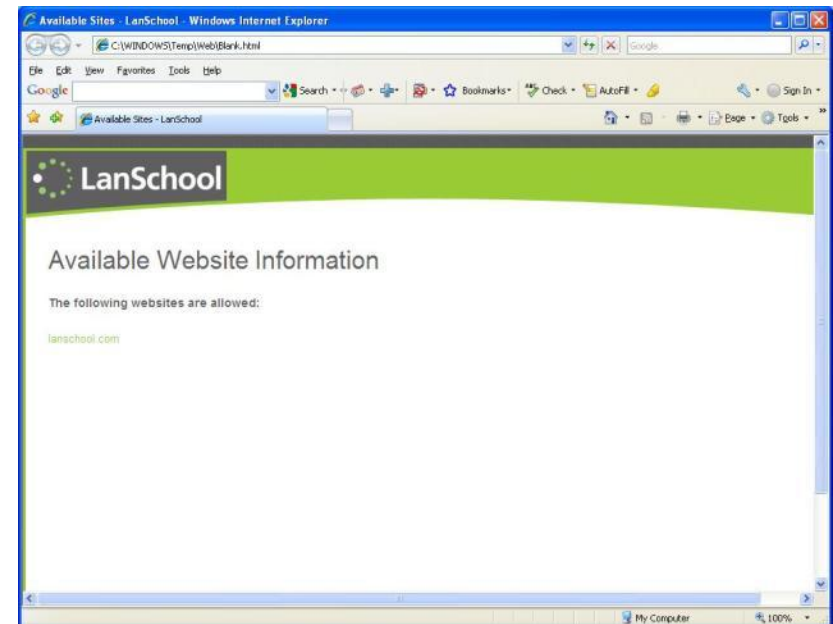 Available Sites - LanSchool - Windows Internet Explorer
C:\WINDOWS\Temp\Web\Blank.html
Google
File Edit View Favorites Tools Help
Google Search Bookmarks Check AutoFill Sign In
Available Sites - LanSchool Page Tools
LanSchool
Available Website Information
The following websites are allowed:
lanschool.com
My Computer 100%